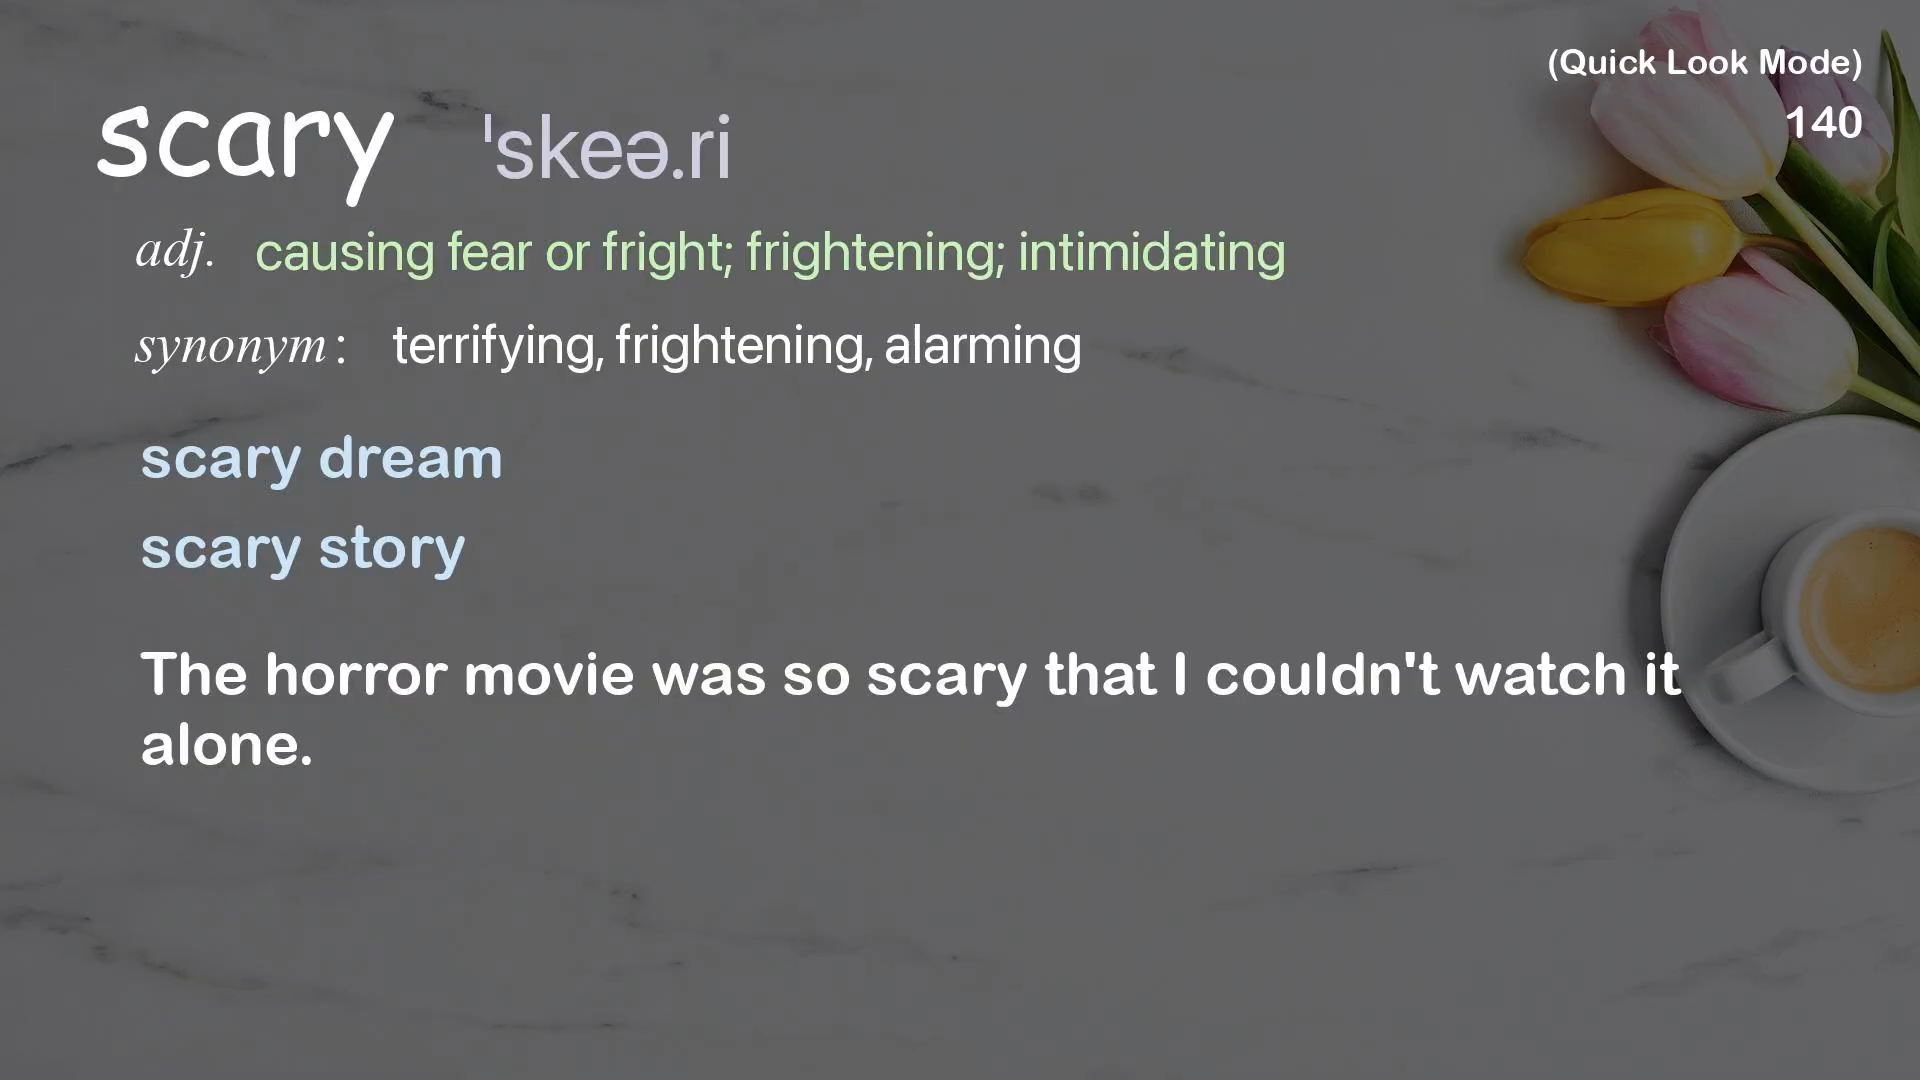 (Quick Look Mode)
140
scary ˈskeə.ri
adj. causing fear or fright; frightening; intimidating
synonym: terrifying, frightening, alarming
scary dream
scary story
The horror movie was so scary that I couldn't watch it
alone.